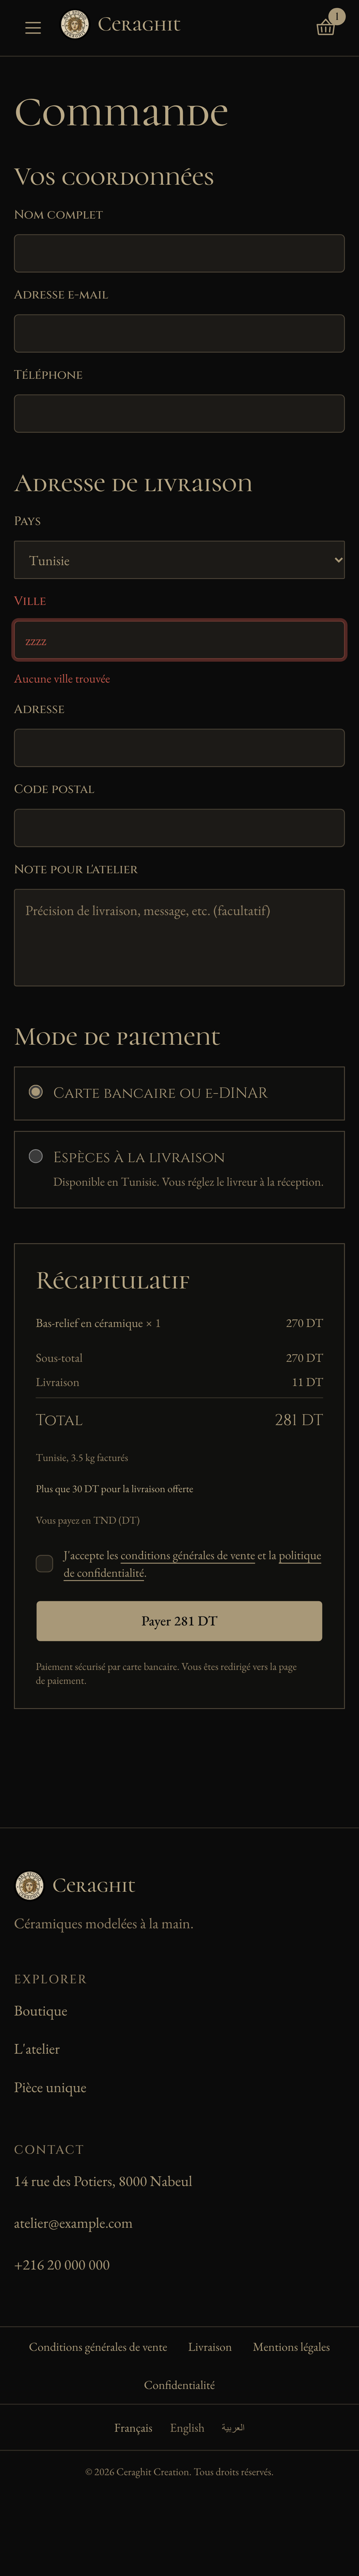 Ceraghit
1
Commande
Vos coordonnées
Nom complet
Adresse e-mail
Téléphone
Adresse de livraison
Pays
Tunisie
Ville
zzzz
Aucune ville trouvée
Adresse
Code postal
Note pour l'atelier
Précision de livraison, message, etc. (facultatif)
Mode de paiement
Carte bancaire ou e-DINAR
Espèces à la livraison
Disponible en Tunisie. Vous réglez le livreur à la réception.
Récapitulatif
Bas-relief en céramique × 1 270 DT
Sous-total 270 DT
Livraison 11 DT
Total 281 DT
Tunisie, 3.5 kg facturés
Plus que 30 DT pour la livraison offerte
Vous payez en TND (DT)
J'accepte les conditions générales de vente et la politique
de confidentialité.
Payer 281 DT
Paiement sécurisé par carte bancaire. Vous êtes redirigé vers la page
de paiement.
Ceraghit
Céramiques modelées à la main.
EXPLORER
Boutique
L'atelier
Pièce unique
CONTACT
14 rue des Potiers, 8000 Nabeul
atelier@example.com
+216 20 000 000
Conditions générales de vente Livraison Mentions légales
Confidentialité
Français English العربية
© 2026 Ceraghit Creation. Tous droits réservés.